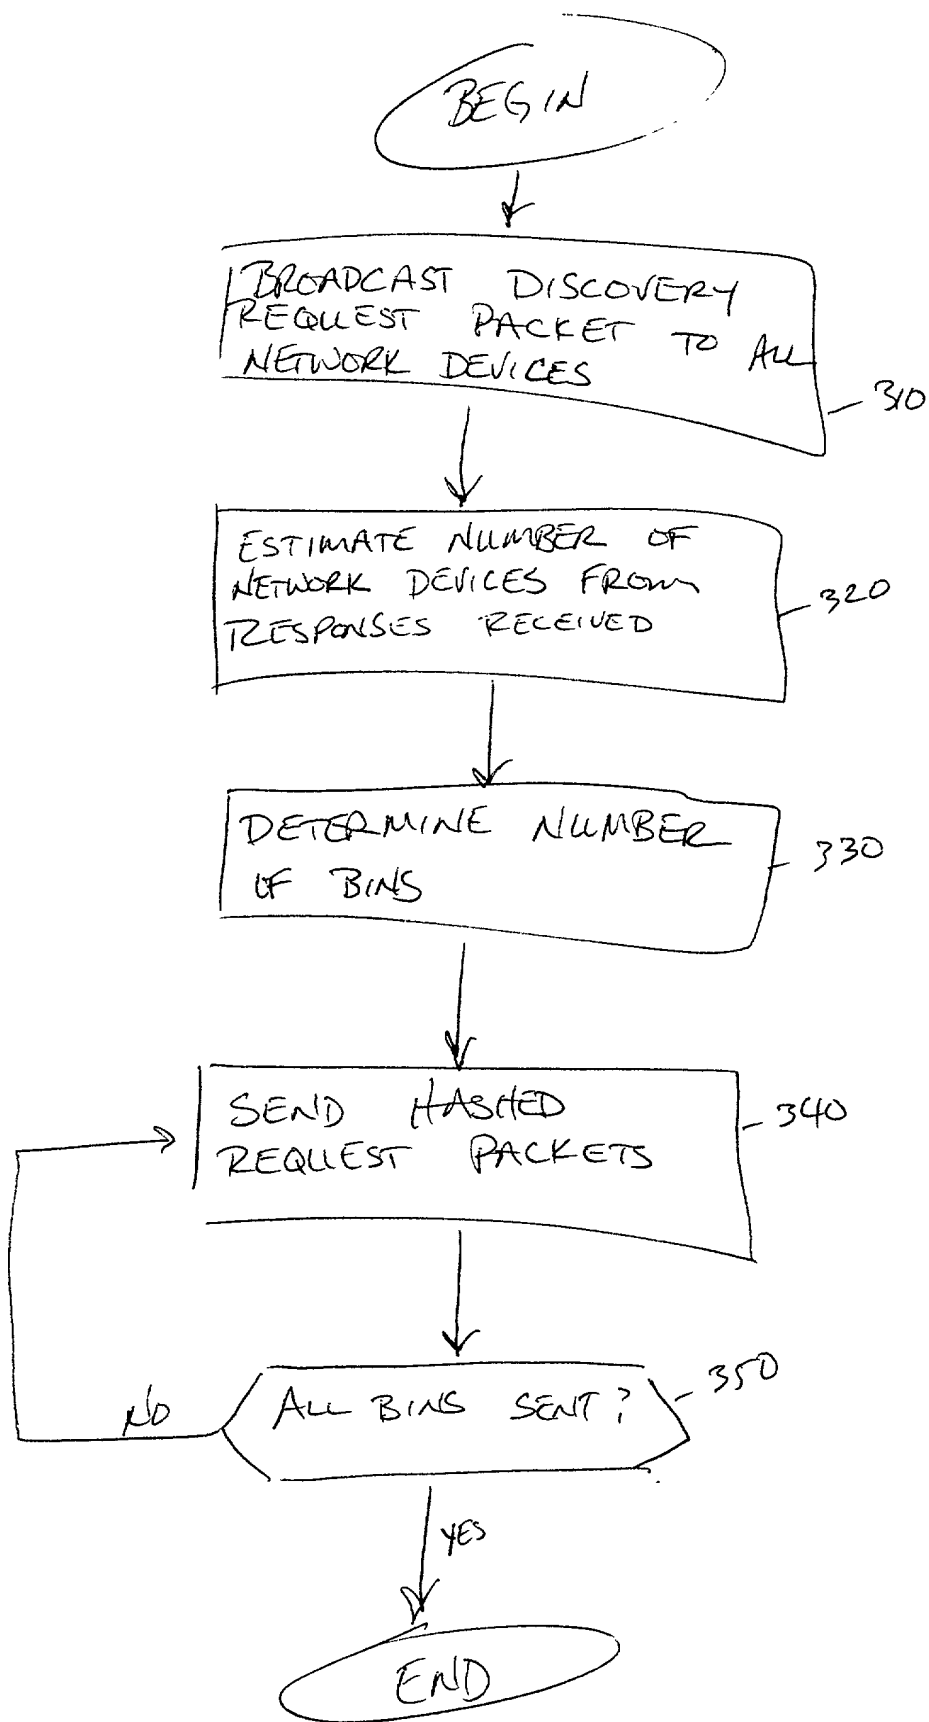 BEGIN
BROADCAST DISCOVERY
REQUEST PACKET TO ALL
NETWORK DEVICES
310
ESTIMATE NUMBER OF
NETWORK DEVICES FROM
RESPONSES RECEIVED
320
DETERMINE NUMBER
OF BINS
330
SEND HASHED
REQUEST PACKETS
340
ALL BINS SENT?
350
NO
YES
END